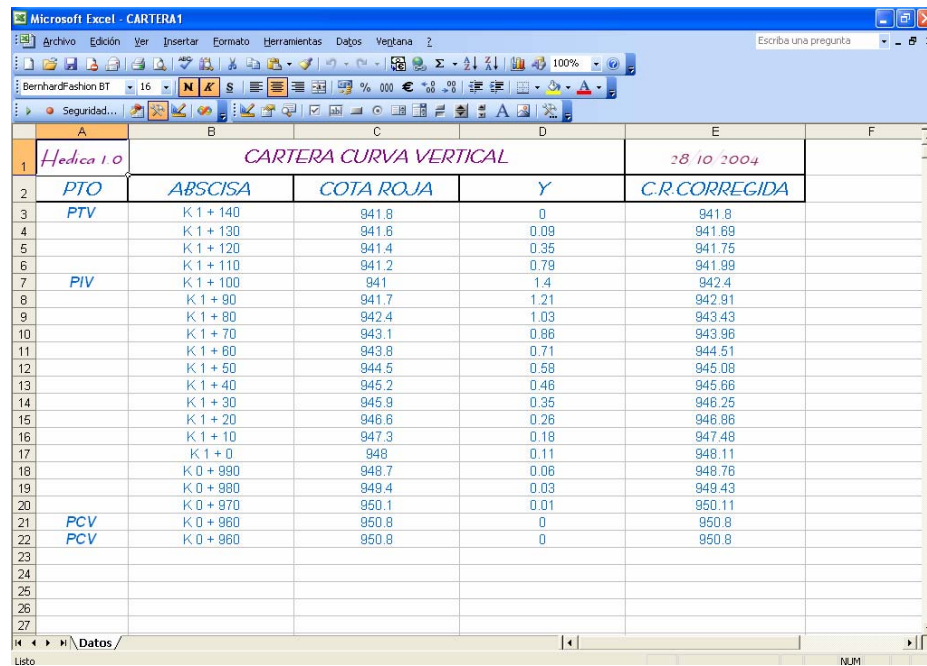 Microsoft Excel - CARTERA1
Archivo Edición Ver Insertar Formato Herramientas Datos Ventana ? Escriba una pregunta
100%
BernhardFashion BT 16 N K S % 000 €
Seguridad...
A B C D E F
1 Hedica 1.0 CARTERA CURVA VERTICAL 28/10/2004
2 PTO ABSCISA COTA ROJA Y C.R.CORREGIDA
3 PTV K 1 + 140 941.8 0 941.8
4 K 1 + 130 941.6 0.09 941.69
5 K 1 + 120 941.4 0.35 941.75
6 K 1 + 110 941.2 0.79 941.99
7 PIV K 1 + 100 941 1.4 942.4
8 K 1 + 90 941.7 1.21 942.91
9 K 1 + 80 942.4 1.03 943.43
10 K 1 + 70 943.1 0.86 943.96
11 K 1 + 60 943.8 0.71 944.51
12 K 1 + 50 944.5 0.58 945.08
13 K 1 + 40 945.2 0.46 945.66
14 K 1 + 30 945.9 0.35 946.25
15 K 1 + 20 946.6 0.26 946.86
16 K 1 + 10 947.3 0.18 947.48
17 K 1 + 0 948 0.11 948.11
18 K 0 + 990 948.7 0.06 948.76
19 K 0 + 980 949.4 0.03 949.43
20 K 0 + 970 950.1 0.01 950.11
21 PCV K 0 + 960 950.8 0 950.8
22 PCV K 0 + 960 950.8 0 950.8
23
24
25
26
27
Datos
Listo NUM